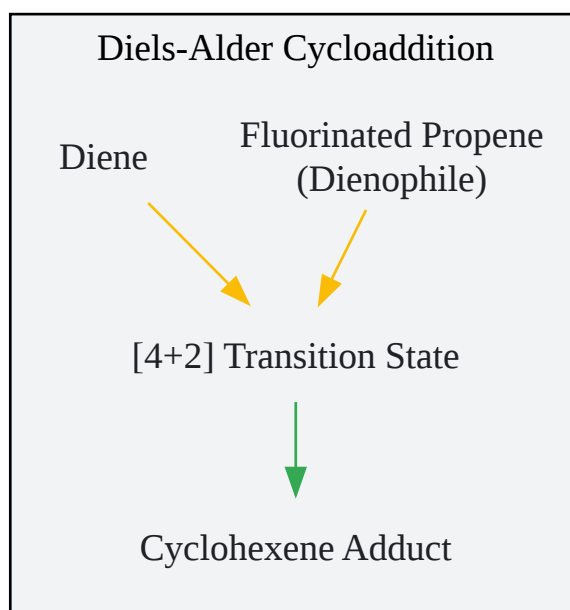 Diels-Alder Cycloaddition
Diene
Fluorinated Propene
(Dienophile)
[4+2] Transition State
Cyclohexene Adduct